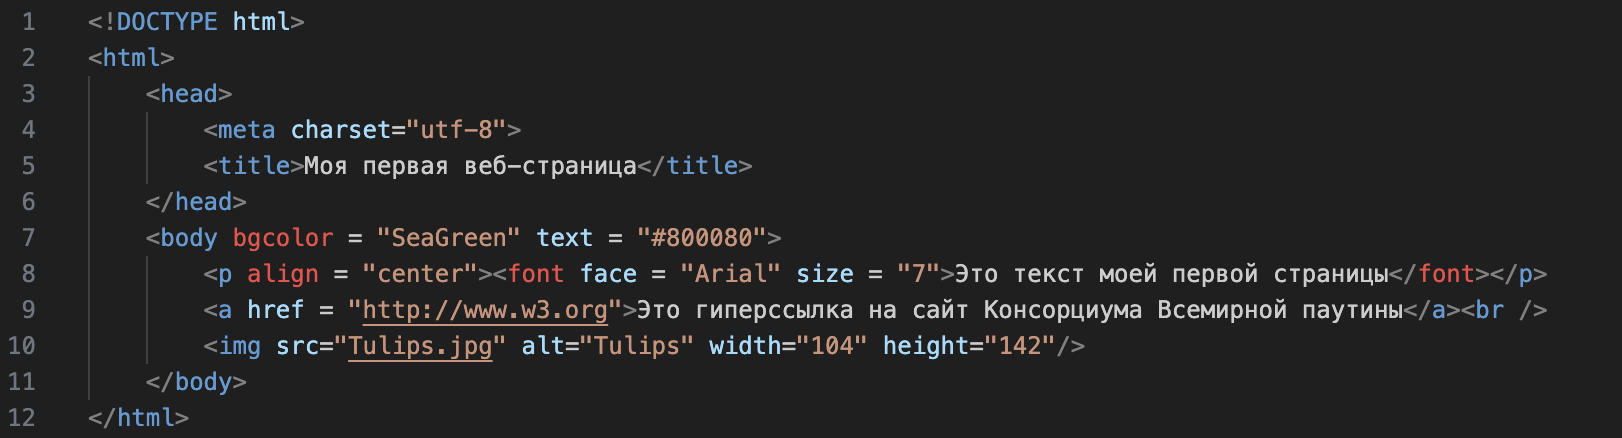 1 <!DOCTYPE html>
2 <html>
3 <head>
4 <meta charset="utf-8">
5 <title>Моя первая веб-страница</title>
6 </head>
7 <body bgcolor = "SeaGreen" text = "#800080">
8 <p align = "center"><font face = "Arial" size = "7">Это текст моей первой страницы</font></p>
9 <a href = "http://www.w3.org">Это гиперссылка на сайт Консорциума Всемирной паутины</a><br />
10 <img src="Tulips.jpg" alt="Tulips" width="104" height="142"/>
11 </body>
12 </html>